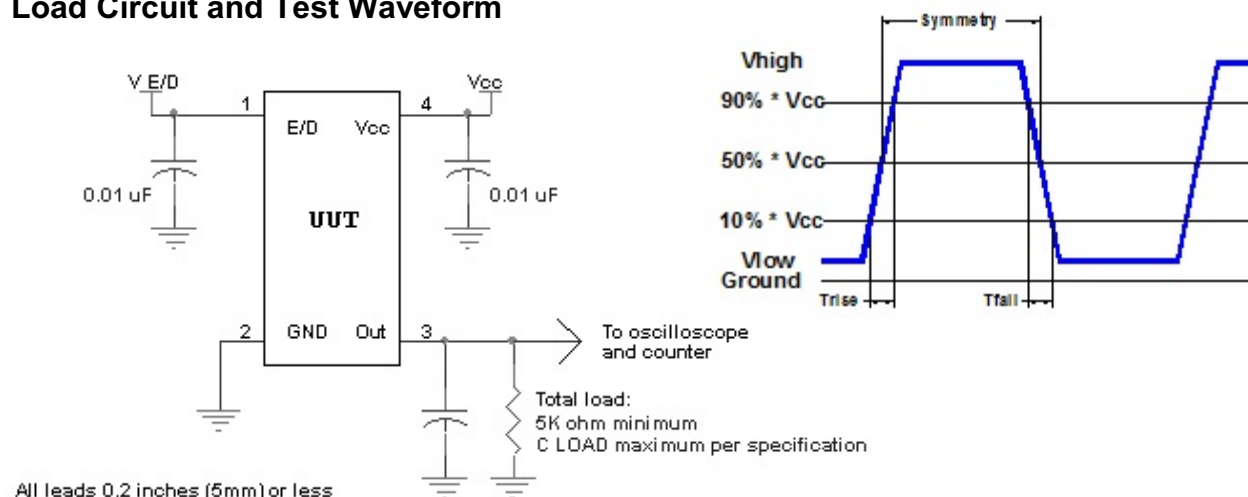 Load Circuit and Test Waveform
V E/D
Vcc
1
4
E/D Vcc
0.01 uF
0.01 uF
UUT
2
GND Out
3
To oscilloscope
and counter
Total load:
5K ohm minimum
C LOAD maximum per specification
All leads 0.2 inches (5mm) or less
Symmetry
Vhigh
90% * Vcc
50% * Vcc
10% * Vcc
Vlow
Ground
Trise
Tfall